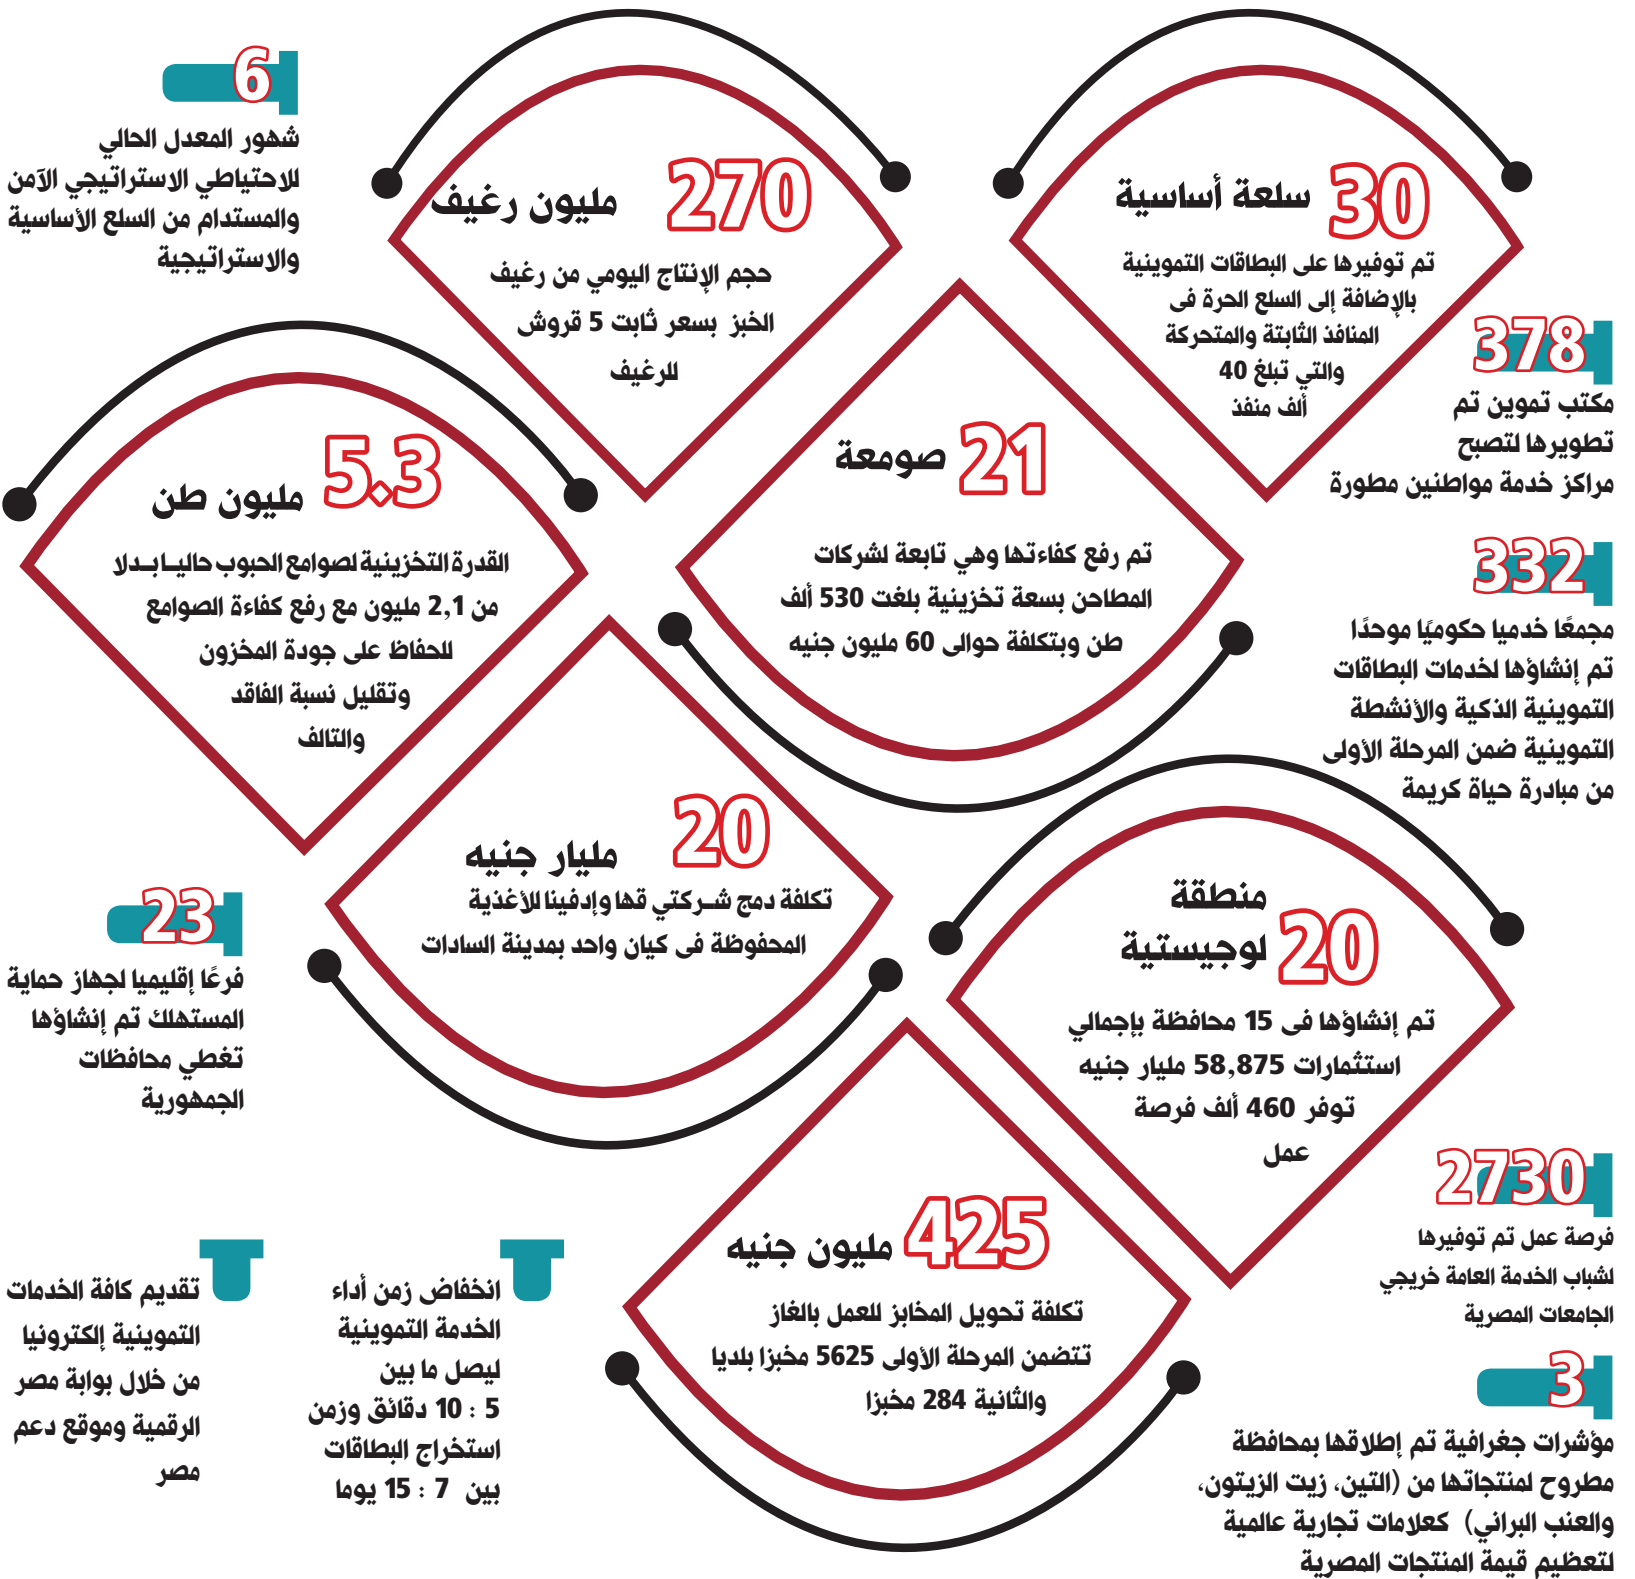 30 سلعة أساسية
تم توفيرها على البطاقات التموينية
بالإضافة إلى السلع الحرة فى
المنافذ الثابتة والمتحركة
والتي تبلغ 40
ألف منفذ
270 مليون رغيف
حجم الإنتاج اليومي من رغيف
الخبز بسعر ثابت 5 قروش
للرغيف
6
شهور المعدل الحالي
للاحتياطي الاستراتيجي الآمن
والمستدام من السلع الأساسية
والاستراتيجية
378
مكتب تموين تم
تطويرها لتصبح
مراكز خدمة مواطنين مطورة
21 صومعة
تم رفع كفاءتها وهي تابعة لشركات
المطاحن بسعة تخزينية بلغت 530 ألف
طن وبتكلفة حوالى 60 مليون جنيه
5.3 مليون طن
القدرة التخزينية لصوامع الحبوب حاليا بدلا
من 2,1 مليون مع رفع كفاءة الصوامع
للحفاظ على جودة المخزون
وتقليل نسبة الفاقد
والتالف
332
مجمعًا خدميا حكوميًا موحدًا
تم إنشاؤها لخدمات البطاقات
التموينية الذكية والأنشطة
التموينية ضمن المرحلة الأولى
من مبادرة حياة كريمة
20 مليار جنيه
تكلفة دمج شركتي قها وإدفينا للأغذية
المحفوظة فى كيان واحد بمدينة السادات
23
فرعًا إقليميا لجهاز حماية
المستهلك تم إنشاؤها
تغطي محافظات
الجمهورية
منطقة
20 لوجيستية
تم إنشاؤها فى 15 محافظة بإجمالي
استثمارات 58,875 مليار جنيه
توفر 460 ألف فرصة
عمل
2730
فرصة عمل تم توفيرها
لشباب الخدمة العامة خريجي
الجامعات المصرية
425 مليون جنيه
تكلفة تحويل المخابز للعمل بالغاز
تتضمن المرحلة الأولى 5625 مخبزا بلديا
والثانية 284 مخبزا
3
مؤشرات جغرافية تم إطلاقها بمحافظة
مطروح لمنتجاتها من (التين، زيت الزيتون،
والعنب البراني) كعلامات تجارية عالمية
لتعظيم قيمة المنتجات المصرية
انخفاض زمن أداء
الخدمة التموينية
ليصل ما بين
5 : 10 دقائق وزمن
استخراج البطاقات
بين 7 : 15 يوما
تقديم كافة الخدمات
التموينية إلكترونيا
من خلال بوابة مصر
الرقمية وموقع دعم
مصر